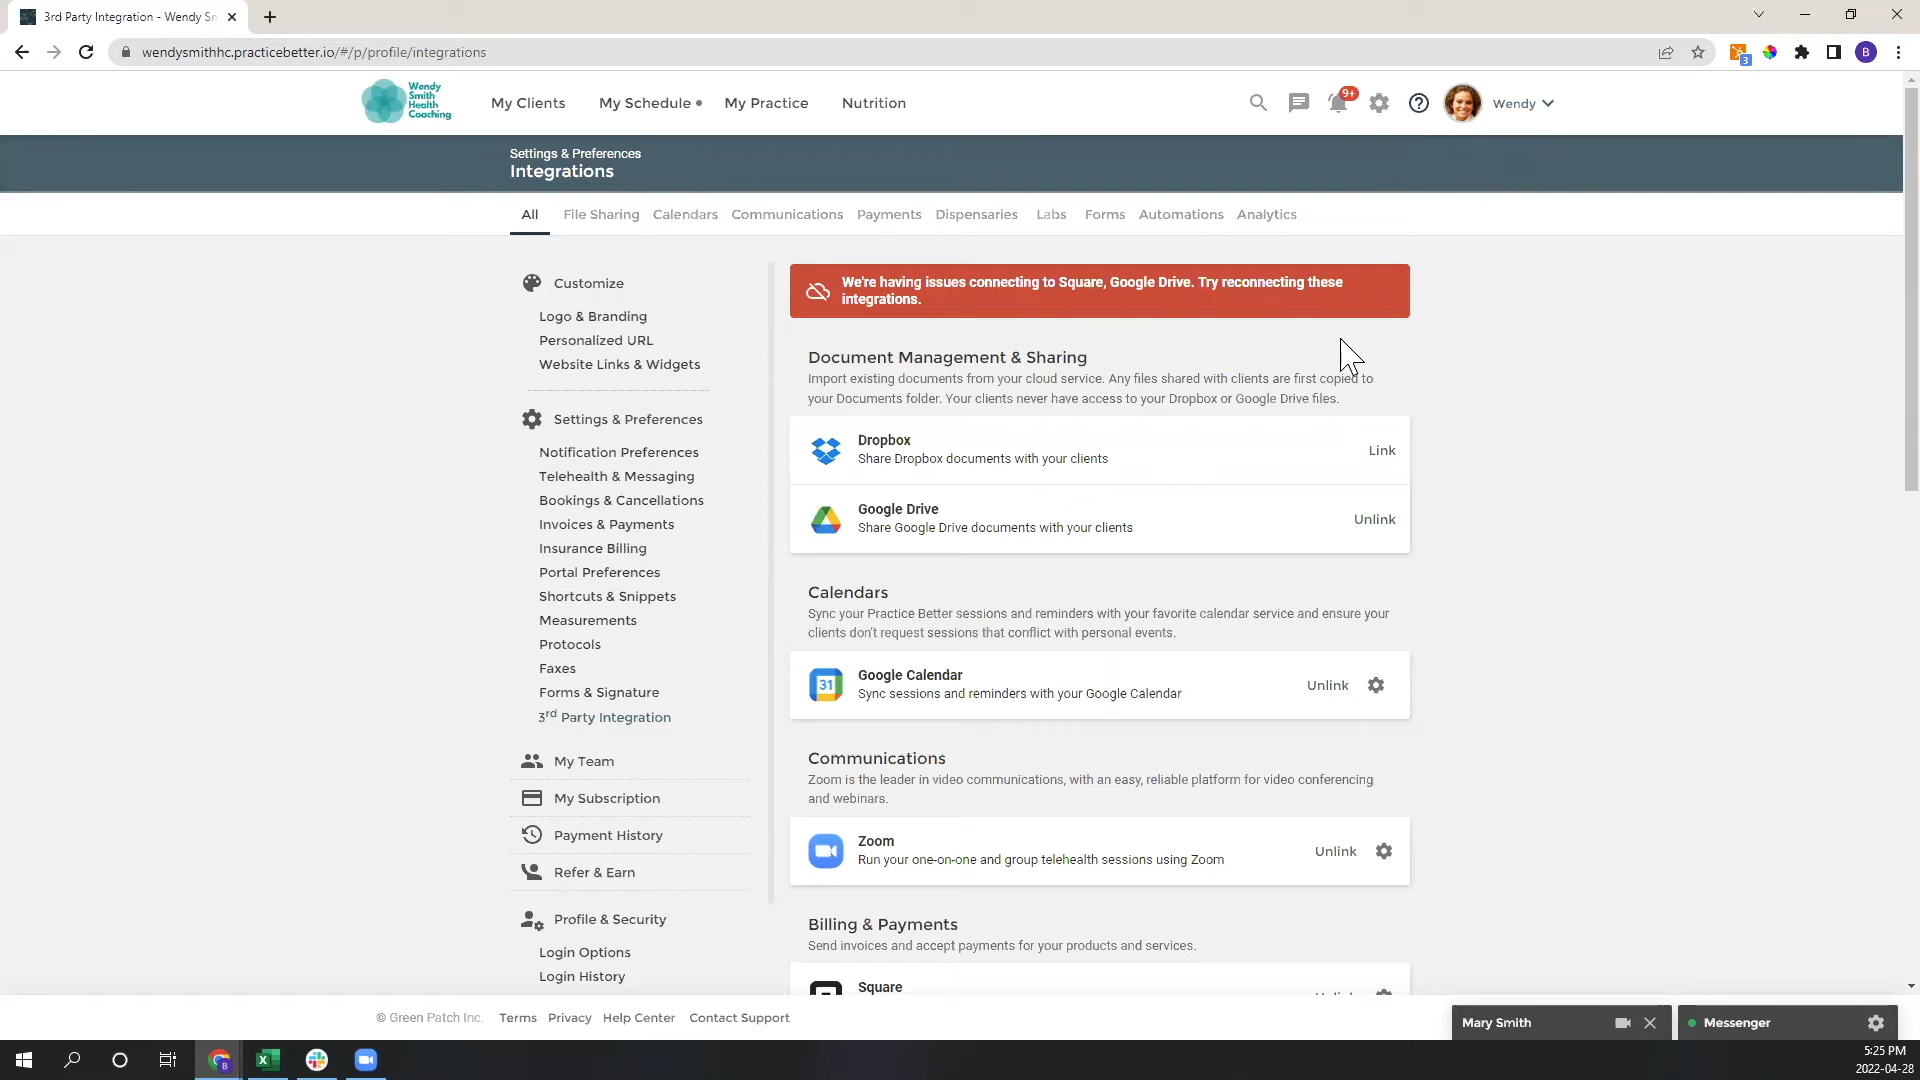 3rd Party Integration - Wendy Sm
wendysmithhc.practicebetter.io/#/p/profile/integrations
3
B
Wendy
Smith
Health
Coaching
My Clients
My Schedule
My Practice
Nutrition
9+
Wendy
Settings & Preferences
Integrations
All
File Sharing
Calendars
Communications
Payments
Dispensaries
Labs
Forms
Automations
Analytics
Customize
Logo & Branding
Personalized URL
Website Links & Widgets
Settings & Preferences
Notification Preferences
Telehealth & Messaging
Bookings & Cancellations
Invoices & Payments
Insurance Billing
Portal Preferences
Shortcuts & Snippets
Measurements
Protocols
Faxes
Forms & Signature
3rd Party Integration
My Team
My Subscription
Payment History
Refer & Earn
Profile & Security
Login Options
Login History
We're having issues connecting to Square, Google Drive. Try reconnecting these
integrations.
Document Management & Sharing
Import existing documents from your cloud service. Any files shared with clients are first copied to
your Documents folder. Your clients never have access to your Dropbox or Google Drive files.
Dropbox
Share Dropbox documents with your clients
Link
Google Drive
Share Google Drive documents with your clients
Unlink
Calendars
Sync your Practice Better sessions and reminders with your favorite calendar service and ensure your
clients don't request sessions that conflict with personal events.
31
Google Calendar
Sync sessions and reminders with your Google Calendar
Unlink
Communications
Zoom is the leader in video communications, with an easy, reliable platform for video conferencing
and webinars.
Zoom
Run your one-on-one and group telehealth sessions using Zoom
Unlink
Billing & Payments
Send invoices and accept payments for your products and services.
Square
© Green Patch Inc.
Terms
Privacy
Help Center
Contact Support
Mary Smith
Messenger
5:25 PM
2022-04-28